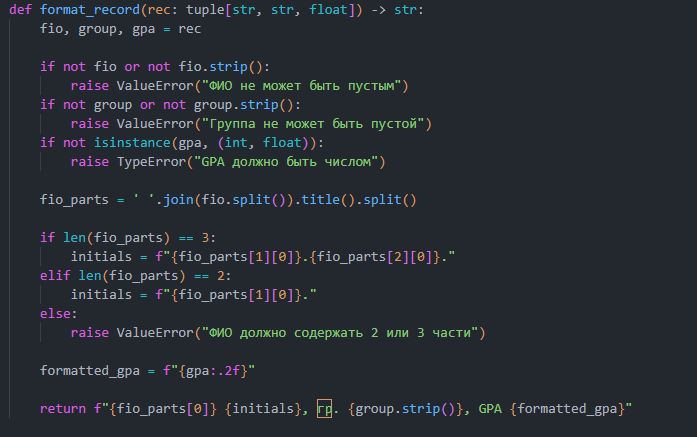 def format_record(rec: tuple[str, str, float]) -> str:
    fio, group, gpa = rec

    if not fio or not fio.strip():
        raise ValueError("ФИО не может быть пустым")
    if not group or not group.strip():
        raise ValueError("Группа не может быть пустой")
    if not isinstance(gpa, (int, float)):
        raise TypeError("GPA должно быть числом")

    fio_parts = ' '.join(fio.split()).title().split()

    if len(fio_parts) == 3:
        initials = f"{fio_parts[1][0]}.{fio_parts[2][0]}."
    elif len(fio_parts) == 2:
        initials = f"{fio_parts[1][0]}."
    else:
        raise ValueError("ФИО должно содержать 2 или 3 части")

    formatted_gpa = f"{gpa:.2f}"

    return f"{fio_parts[0]} {initials}, гр. {group.strip()}, GPA {formatted_gpa}"